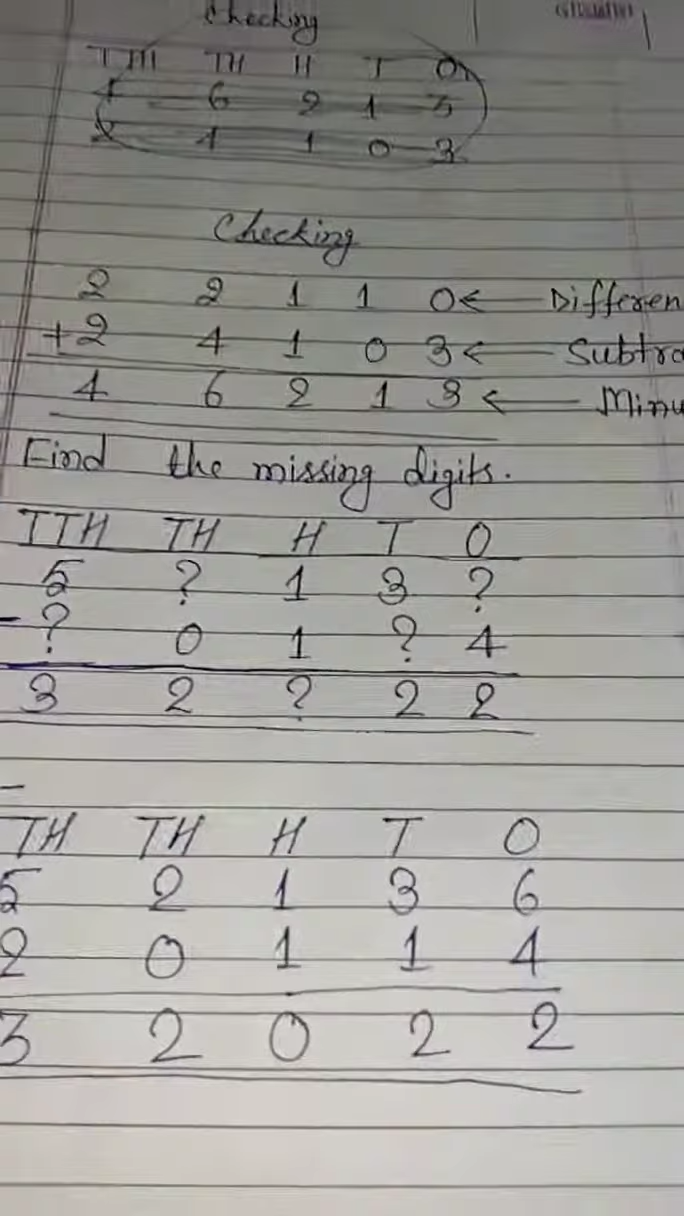 Checking
TTH TH H T O
4 6 2 1 3
2 4 1 0 3
Checking
2 2 1 1 0 ← Differen
+2 4 1 0 3 ← Subtra
4 6 2 1 3 ← Minu
Find the missing digits.
TTH TH H T O
5 ? 1 3 ?
- ? 0 1 ? 4
3 2 ? 2 2
TH TH H T O
5 2 1 3 6
2 0 1 1 4
3 2 0 2 2